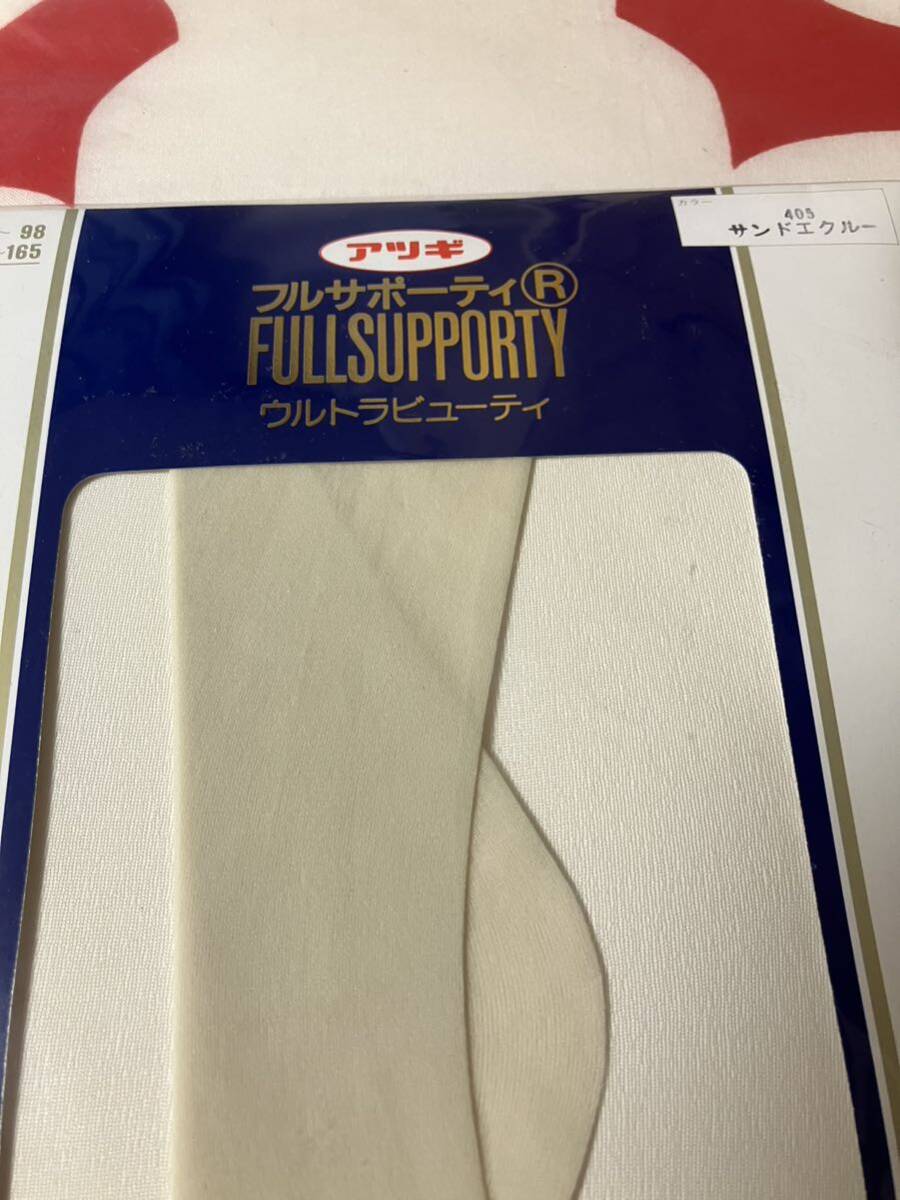 ~ 98
~165
カラー
405
サンドエクルー
アツギ
フルサポーティⓇ
FULLSUPPORTY
ウルトラビューティ